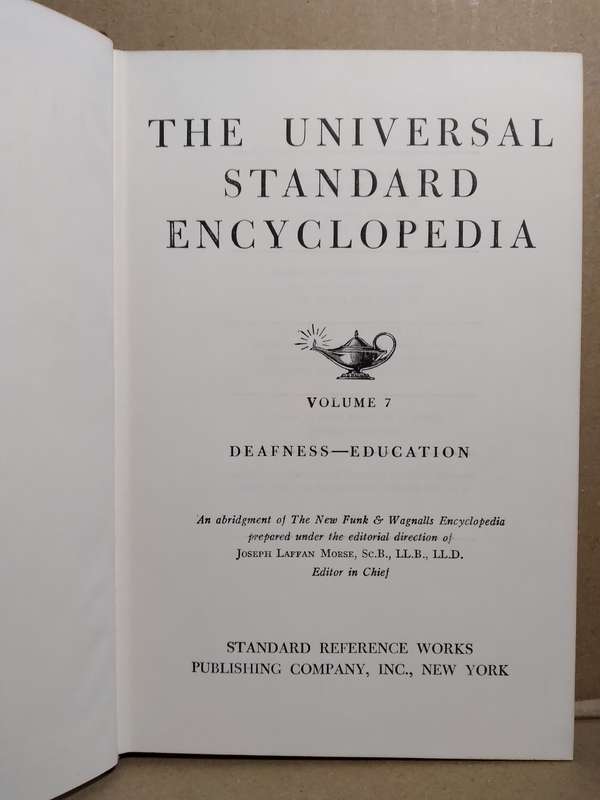 THE UNIVERSAL
STANDARD
ENCYCLOPEDIA
VOLUME 7
DEAFNESS—EDUCATION
An abridgment of The New Funk & Wagnalls Encyclopedia
prepared under the editorial direction of
JOSEPH LAFFAN MORSE, SC.B., LL.B., LL.D.
Editor in Chief
STANDARD REFERENCE WORKS
PUBLISHING COMPANY, INC., NEW YORK